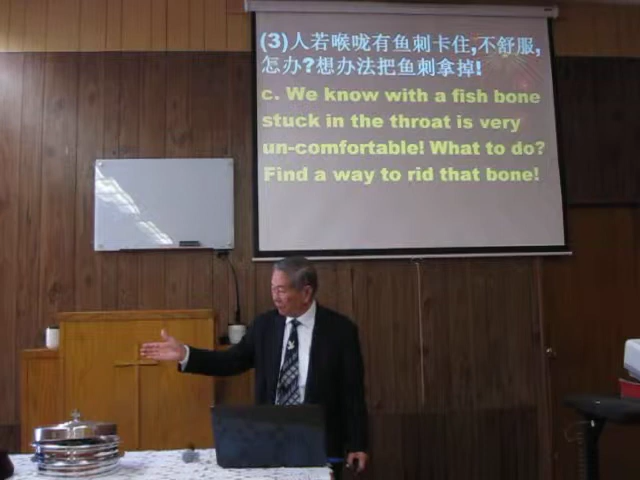 (3)人若喉咙有鱼刺卡住,不舒服,
怎办?想办法把鱼刺拿掉!
c. We know with a fish bone
stuck in the throat is very
un-comfortable! What to do?
Find a way to rid that bone!